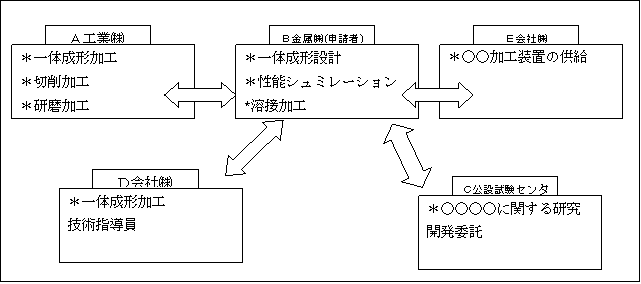 A工業㈱
＊一体成形加工
＊切削加工
＊研磨加工
B金属㈱(申請者)
＊一体成形設計
＊性能シュミレーション
*溶接加工
E会社㈱
＊○○加工装置の供給
D会社㈱
＊一体成形加工
技術指導員
C公設試験センタ
＊○○○○に関する研究
開発委託